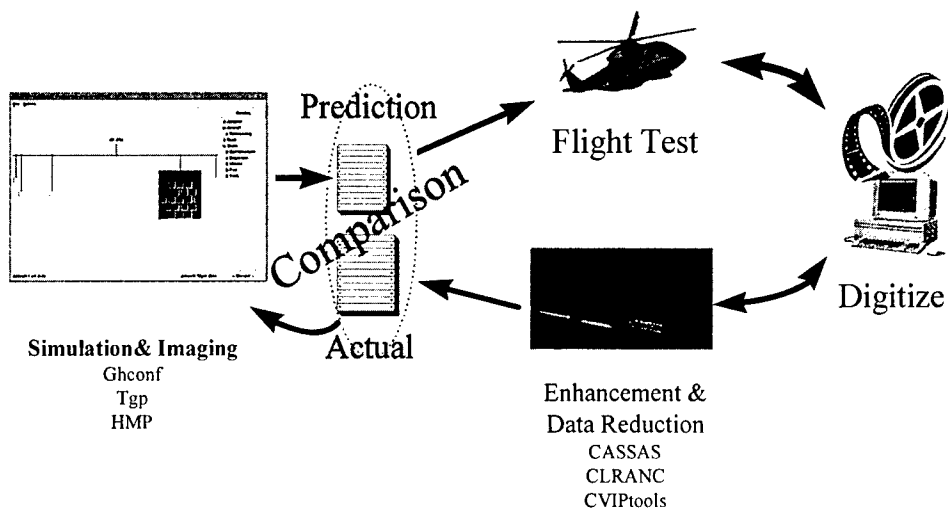 Prediction
Comparison
Actual
Flight Test
Digitize
Simulation& Imaging
Ghconf
Tgp
HMP
Enhancement &
Data Reduction
CASSAS
CLRANC
CVIPtools